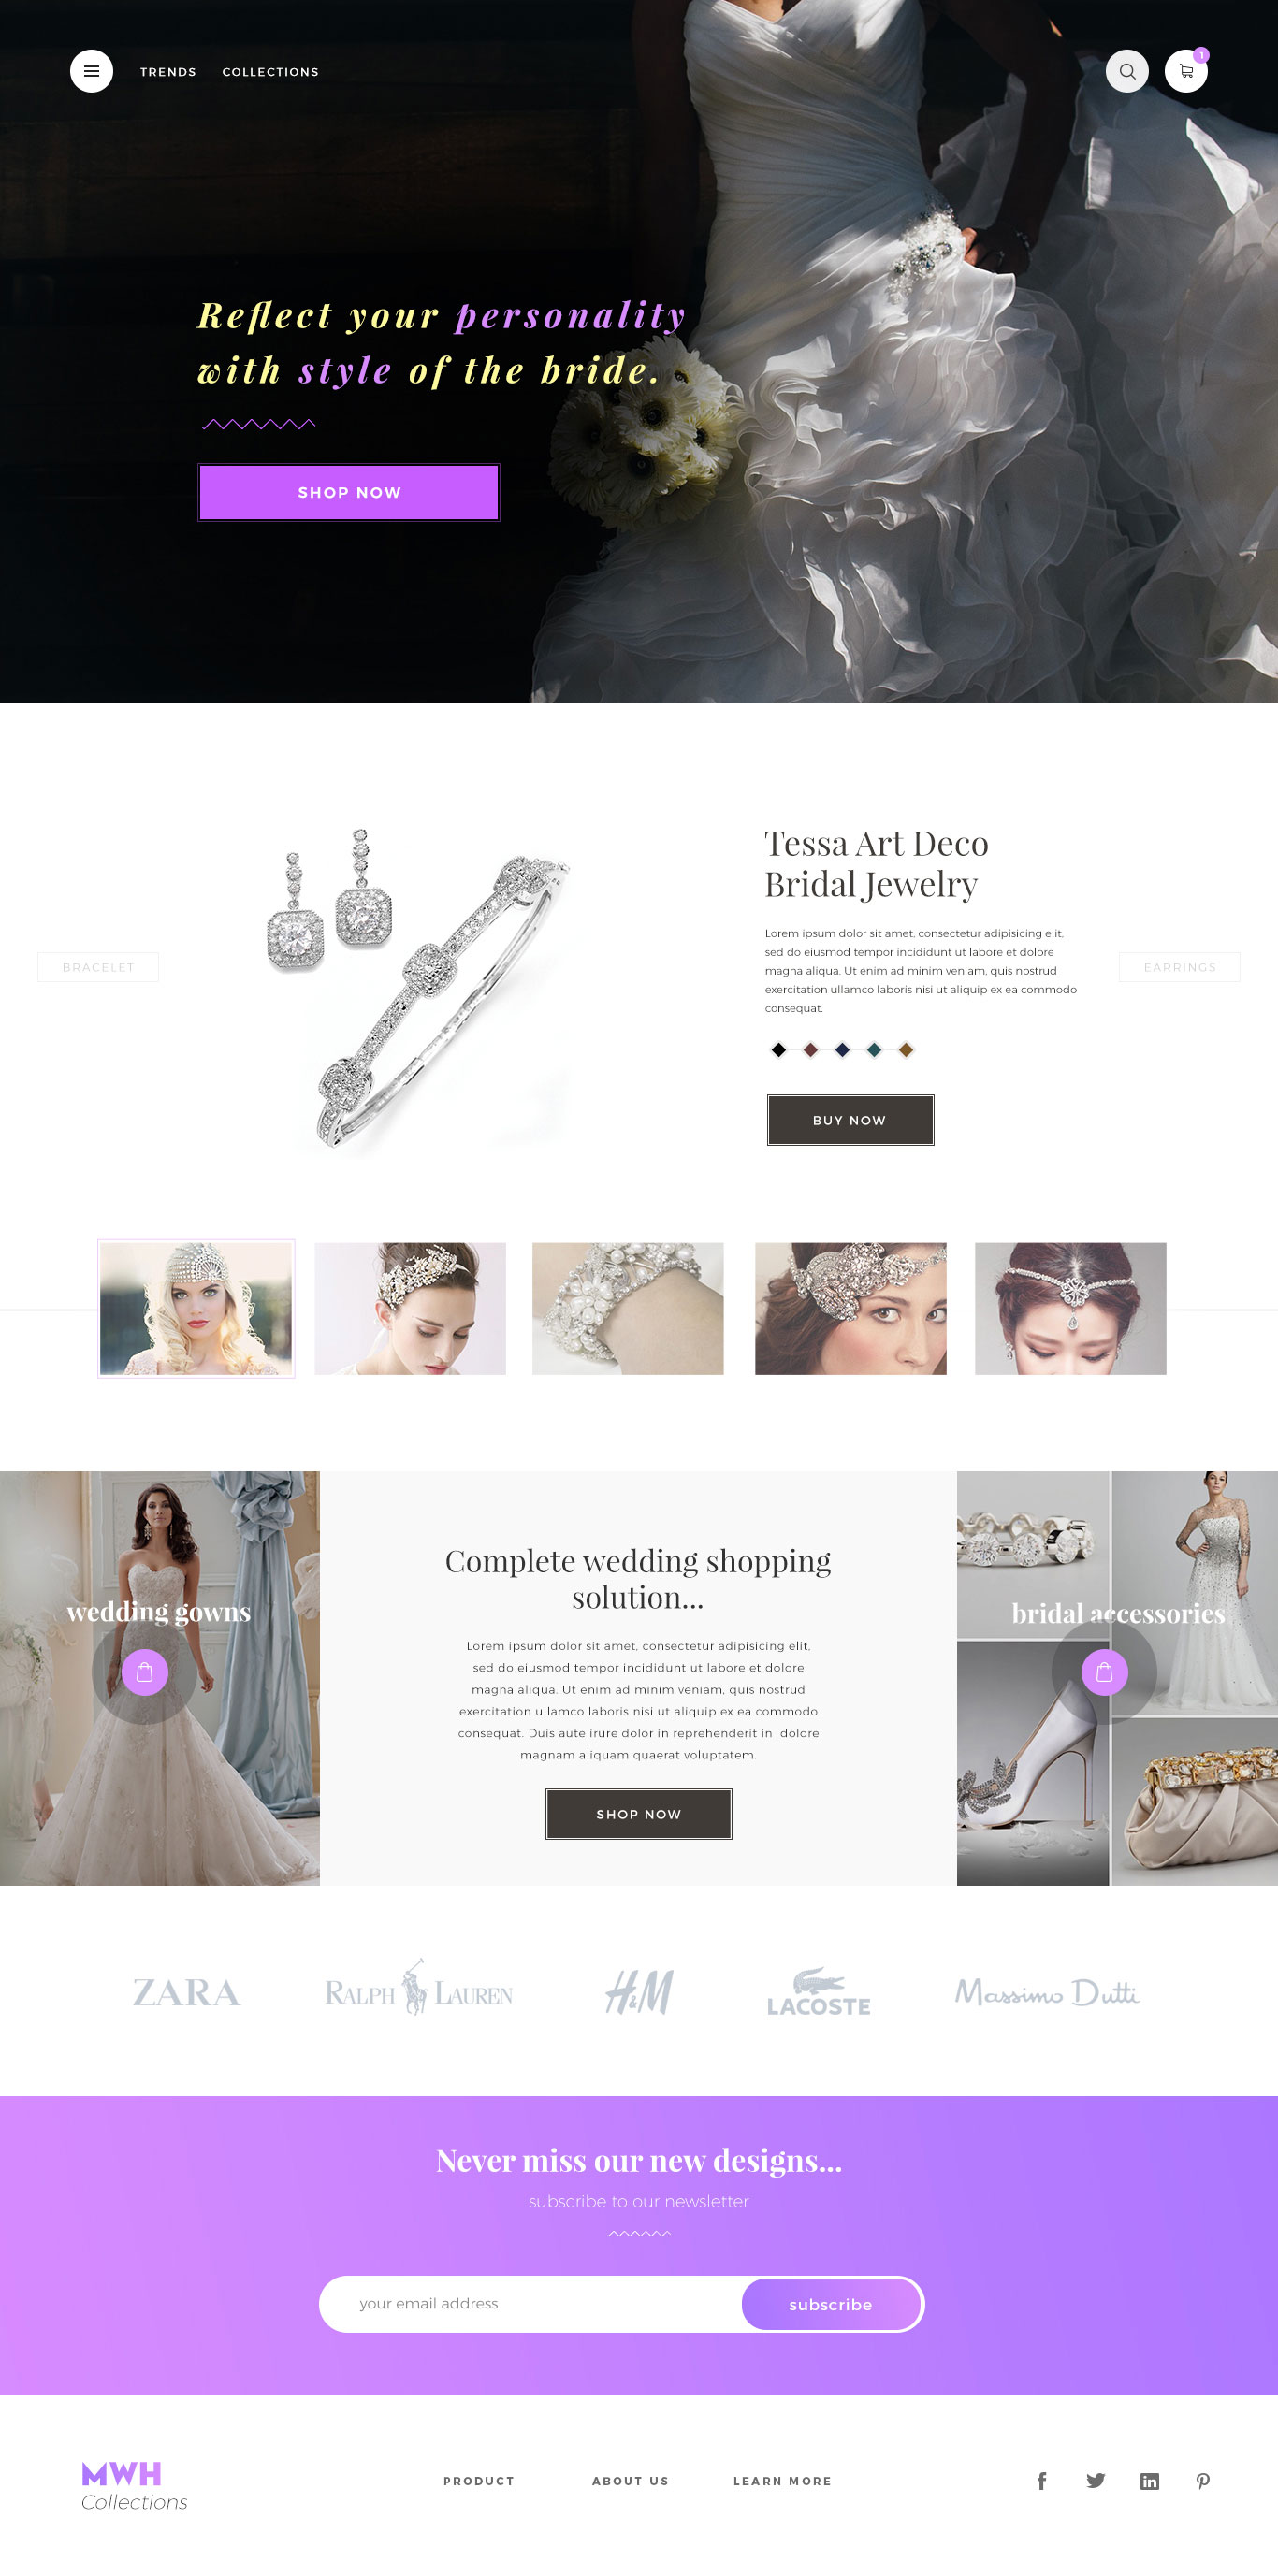 TRENDS COLLECTIONS
1
Reflect your personality
with style of the bride.
SHOP NOW
Tessa Art Deco
Bridal Jewelry
Lorem ipsum dolor sit amet, consectetur adipisicing elit,
sed do eiusmod tempor incididunt ut labore et dolore
magna aliqua. Ut enim ad minim veniam, quis nostrud
exercitation ullamco laboris nisi ut aliquip ex ea commodo
consequat.
BRACELET
EARRINGS
BUY NOW
wedding gowns
Complete wedding shopping
solution...
Lorem ipsum dolor sit amet, consectetur adipisicing elit,
sed do eiusmod tempor incididunt ut labore et dolore
magna aliqua. Ut enim ad minim veniam, quis nostrud
exercitation ullamco laboris nisi ut aliquip ex ea commodo
consequat. Duis aute irure dolor in reprehenderit in dolore
magnam aliquam quaerat voluptatem.
SHOP NOW
bridal accessories
ZARA
RALPH LAUREN
H&M
LACOSTE
Massimo Dutti
Never miss our new designs...
subscribe to our newsletter
your email address
subscribe
MWH
Collections
PRODUCT
ABOUT US
LEARN MORE